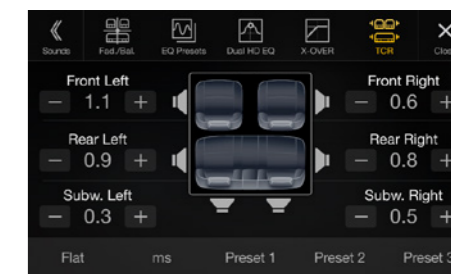 Sounds Fad./Bal. EQ Presets Dual HD EQ X-OVER TCR Clos
Front Left Front Right
— 1.1 + — 0.6 +
Rear Left Rear Right
— 0.9 + — 0.8 +
Subw. Left Subw. Right
— 0.3 + — 0.5 +
Flat ms Preset 1 Preset 2 Preset 3